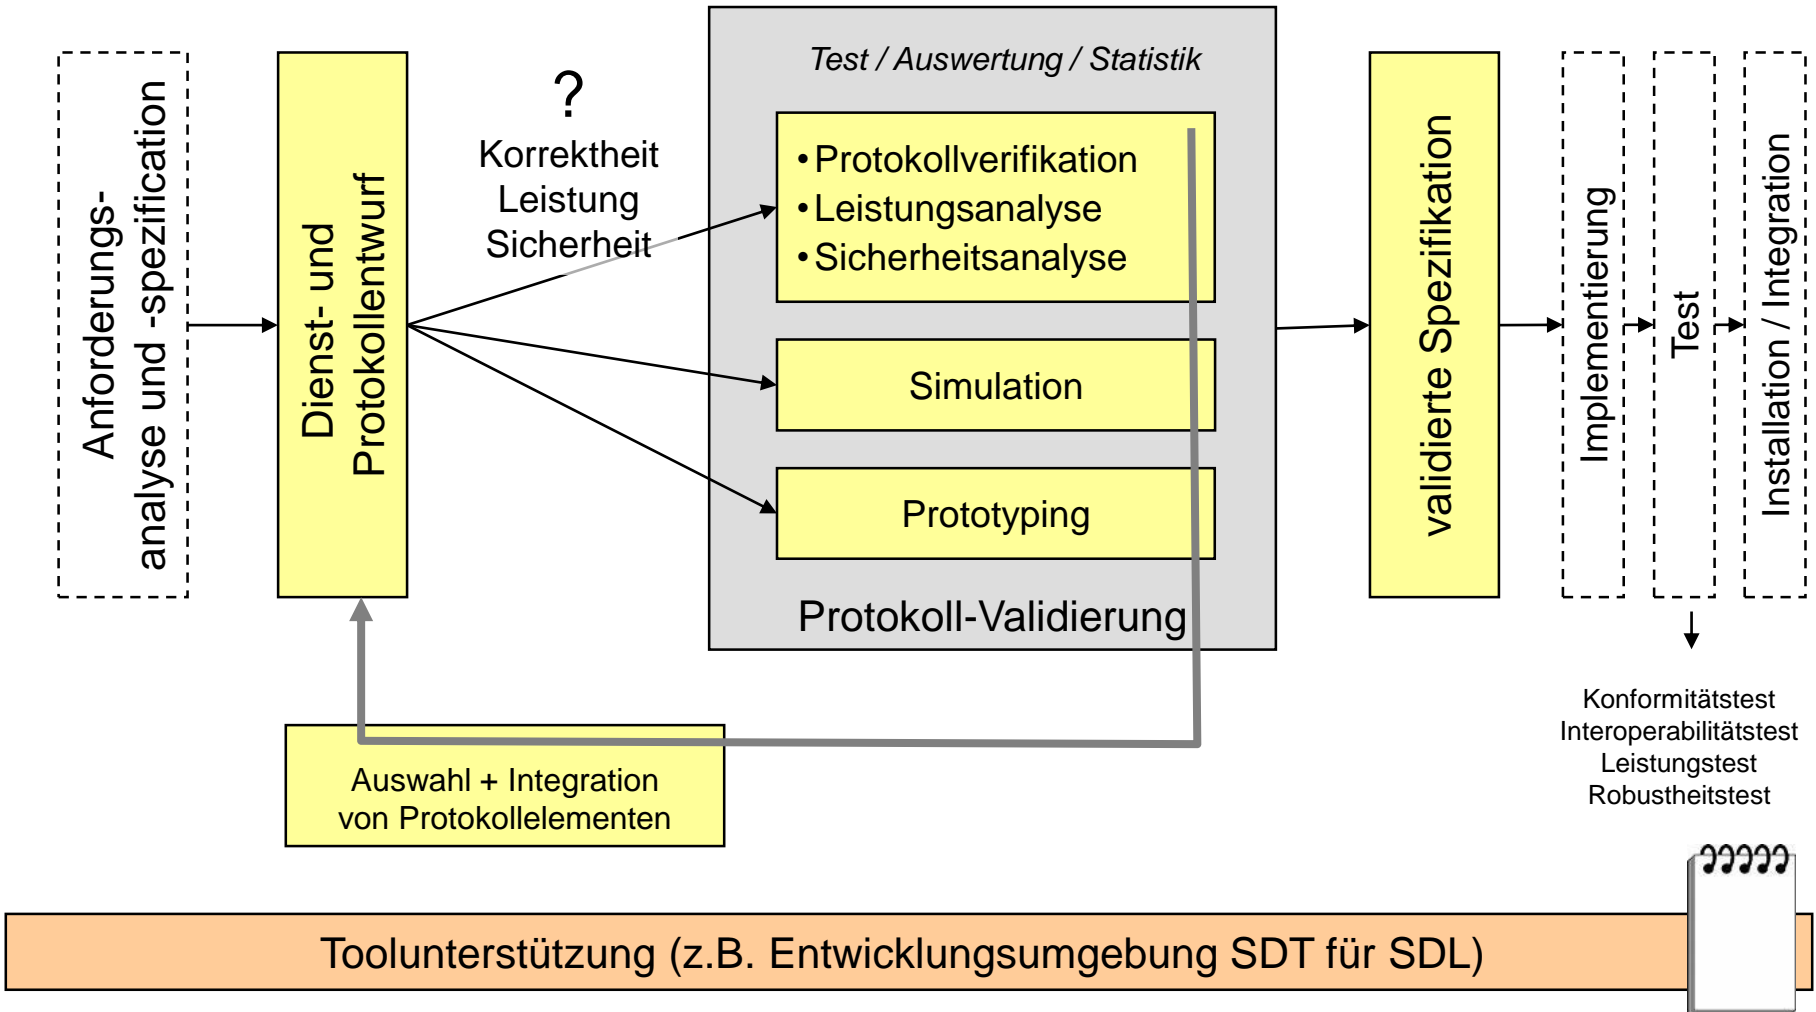 Anforderungs-
analyse und -spezification
Dienst- und
Protokollentwurf
?
Korrektheit
Leistung
Sicherheit
Test / Auswertung / Statistik
•Protokollverifikation
•Leistungsanalyse
•Sicherheitsanalyse
Simulation
Prototyping
Protokoll-Validierung
validierte Spezifikation
Implementierung
Test
Installation / Integration
Konformitätstest
Interoperabilitätstest
Leistungstest
Robustheitstest
Auswahl + Integration
von Protokollelementen
Toolunterstützung (z.B. Entwicklungsumgebung SDT für SDL)